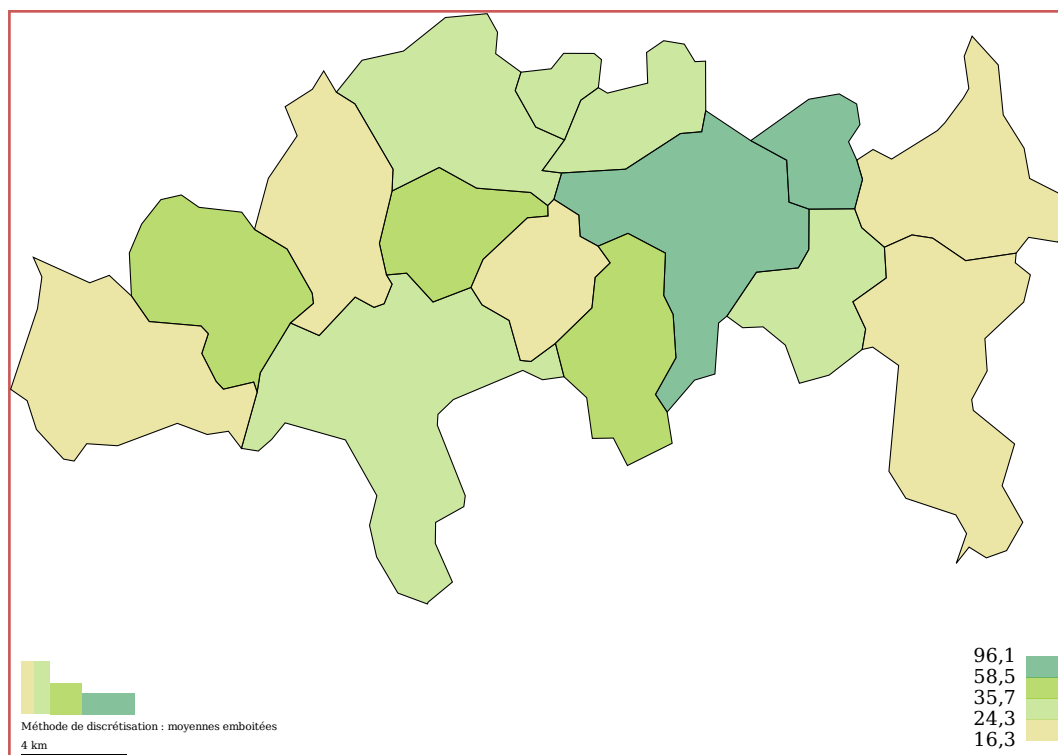 96,1
58,5
35,7
24,3
16,3
Méthode de discrétisation : moyennes emboitées
4 km